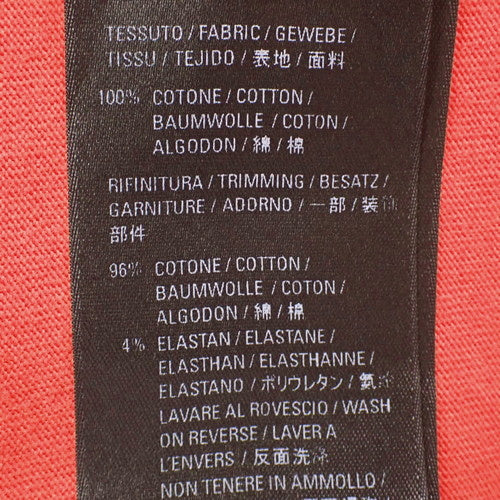 TESSUTO / FABRIC / GEWEBE /
TISSU / TEJIDO / 表地 / 面料
100% COTONE / COTTON /
BAUMWOLLE / COTON /
ALGODON / 綿 / 棉
RIFINITURA / TRIMMING / BESATZ /
GARNITURE / ADORNO / 一部 / 装饰
部件
96% COTONE / COTTON /
BAUMWOLLE / COTON /
ALGODON / 綿 / 棉
4% ELASTAN / ELASTANE /
ELASTHAN / ELASTHANNE /
ELASTANO / ポリウレタン / 氨纶
LAVARE AL ROVESCIO / WASH
ON REVERSE / LAVER A
L'ENVERS / 反面洗涤
NON TENERE IN AMMOLLO /